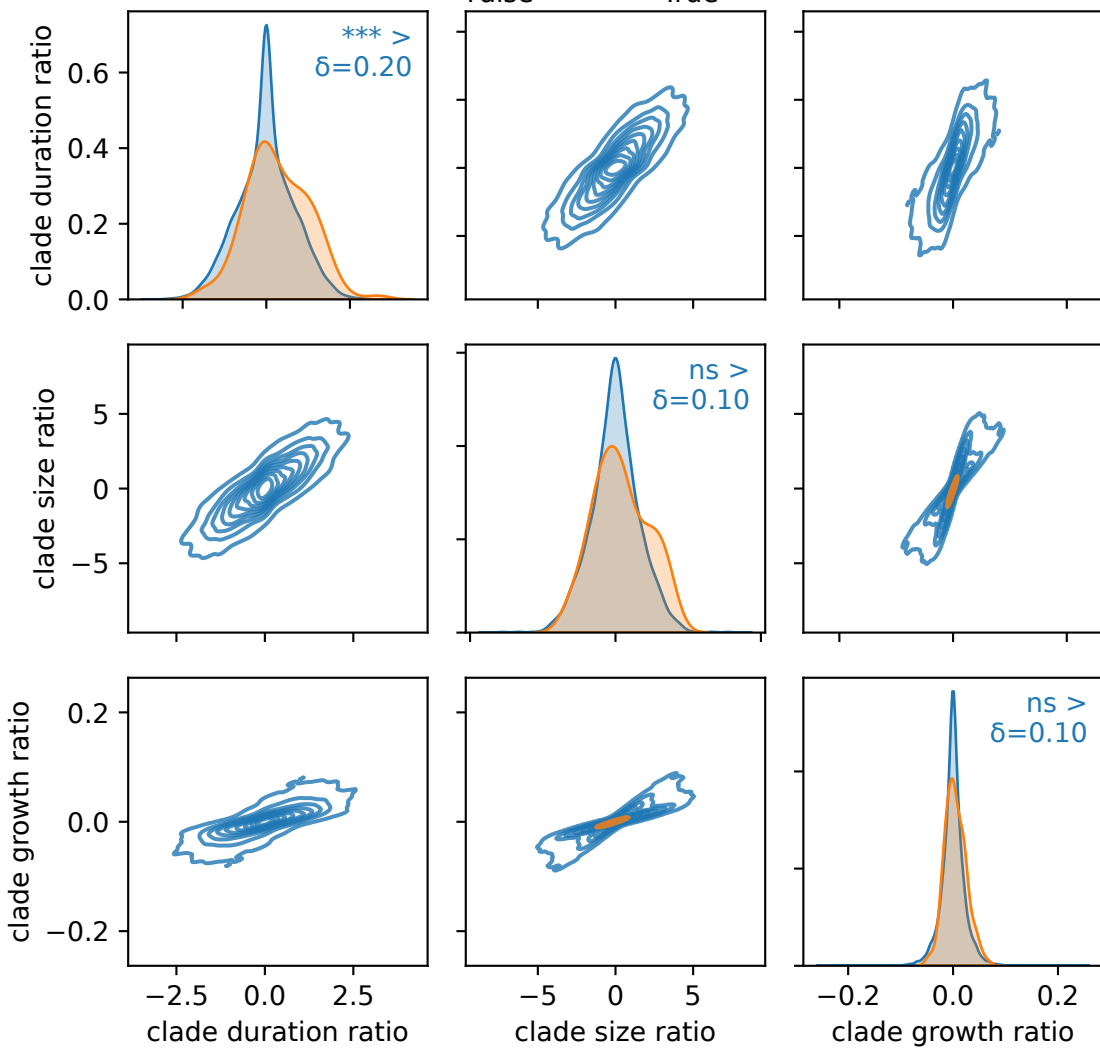 clade duration ratio
0.6
0.4
0.2
0.0
*** >
δ=0.20
clade size ratio
5
0
−5
ns >
δ=0.10
clade growth ratio
0.2
0.0
−0.2
ns >
δ=0.10
−2.5 0.0 2.5
−5 0 5
−0.2 0.0 0.2
clade duration ratio
clade size ratio
clade growth ratio